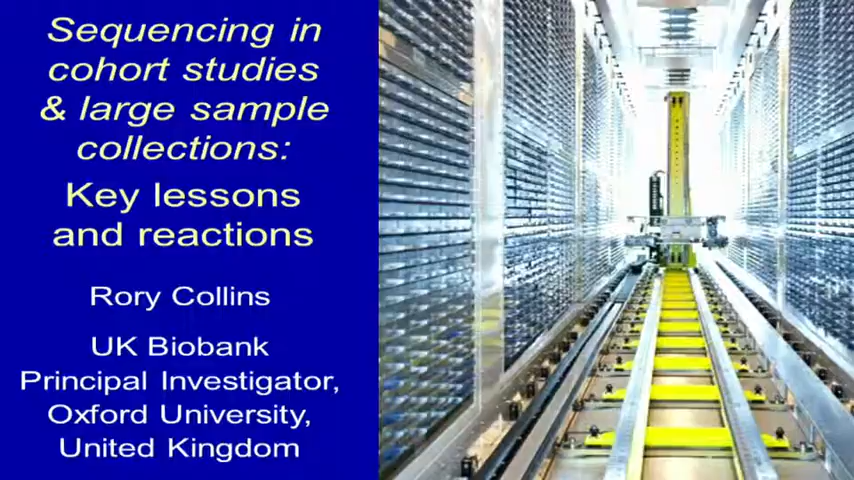 Sequencing in
cohort studies
& large sample
collections:
Key lessons
and reactions
Rory Collins
UK Biobank
Principal Investigator,
Oxford University,
United Kingdom